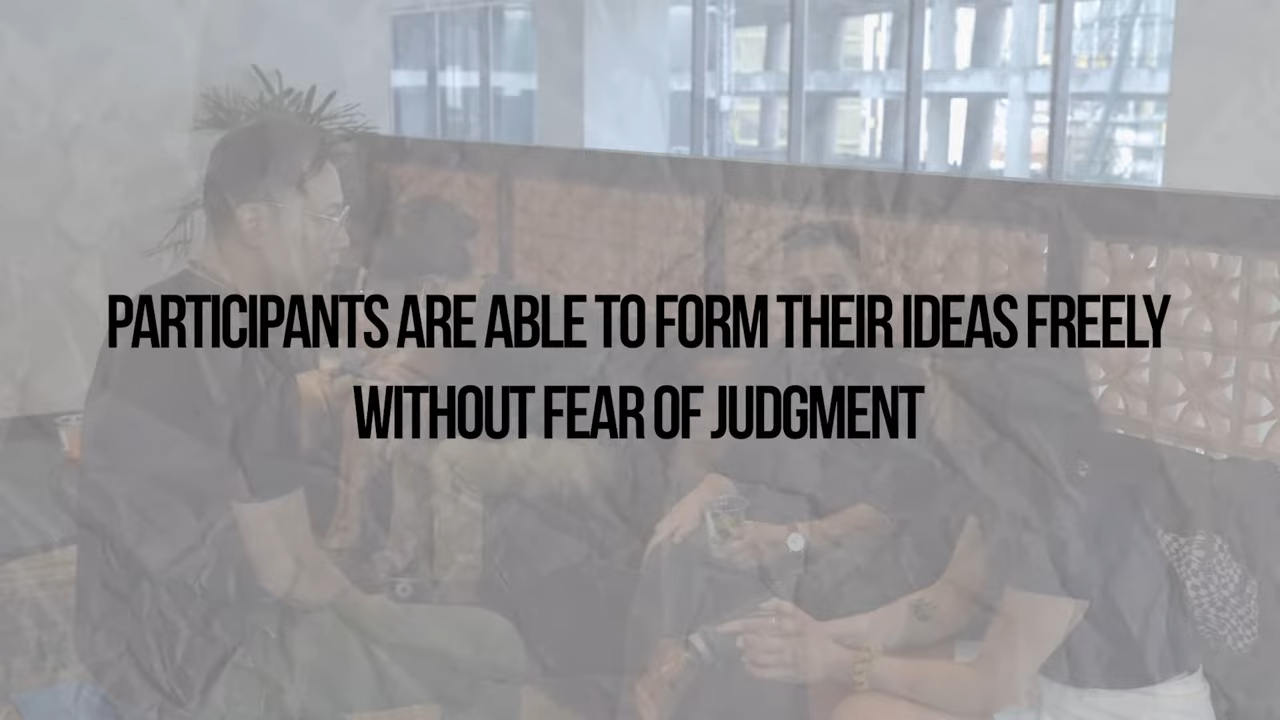 PARTICIPANTS ARE ABLE TO FORM THEIR IDEAS FREELY
WITHOUT FEAR OF JUDGMENT